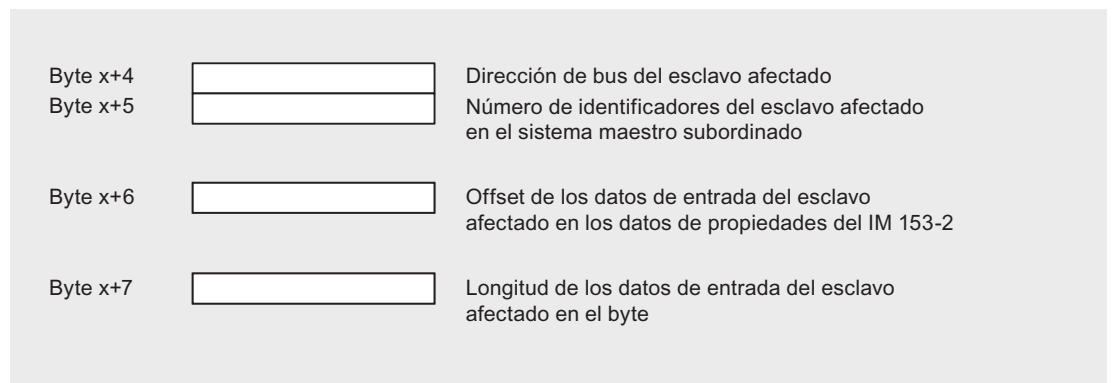 Byte x+4 Dirección de bus del esclavo afectado
Byte x+5 Número de identificadores del esclavo afectado
en el sistema maestro subordinado
Byte x+6 Offset de los datos de entrada del esclavo
afectado en los datos de propiedades del IM 153-2
Byte x+7 Longitud de los datos de entrada del esclavo
afectado en el byte